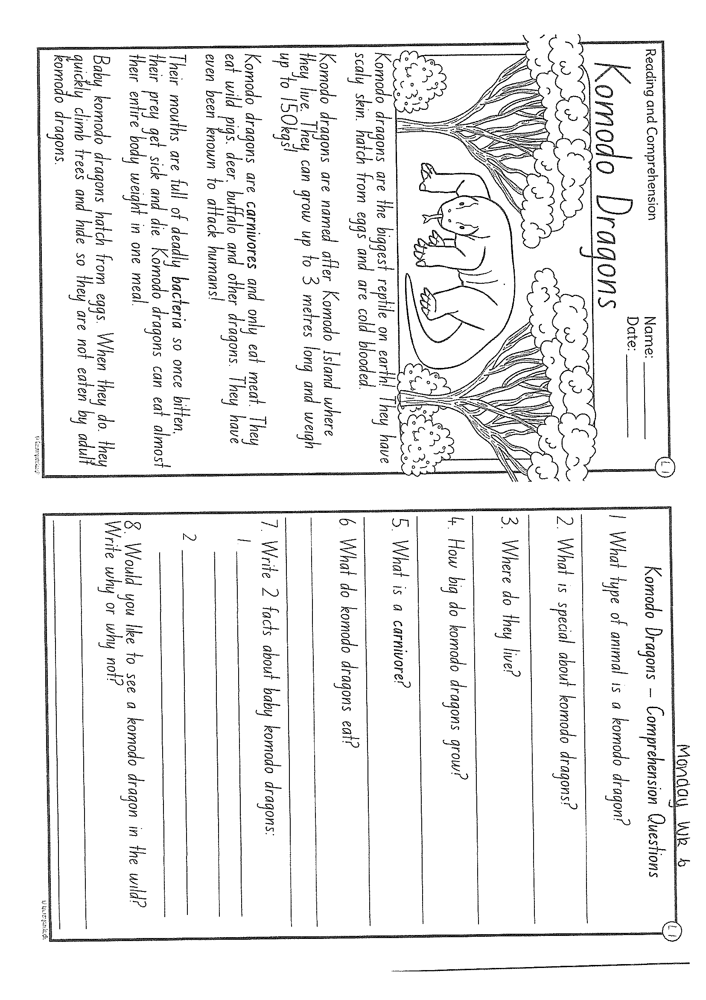 Reading and Comprehension
Name:
Date:
L1
Komodo Dragons
Komodo dragons are the biggest reptile on earth! They have
scaly skin, hatch from eggs and are cold blooded.
Komodo dragons are named after Komodo Island where
they live. They can grow up to 3 metres long and weigh
up to 150kgs!
Komodo dragons are carnivores and only eat meat. They
eat wild pigs, deer, buffalo and other dragons. They have
even been known to attack humans!
Their mouths are full of deadly bacteria so once bitten,
their prey get sick and die. Komodo dragons can eat almost
their entire body weight in one meal.
Baby komodo dragons hatch from eggs. When they do, they
quickly climb trees and hide so they are not eaten by adult
komodo dragons.
Monday Wk 6
L1
Komodo Dragons – Comprehension Questions
1. What type of animal is a komodo dragon?
2. What is special about komodo dragons?
3. Where do they live?
4. How big do komodo dragons grow?
5. What is a carnivore?
6. What do komodo dragons eat?
7. Write 2 facts about baby komodo dragons:
1.
2
8. Would you like to see a komodo dragon in the wild?
Write why or why not?